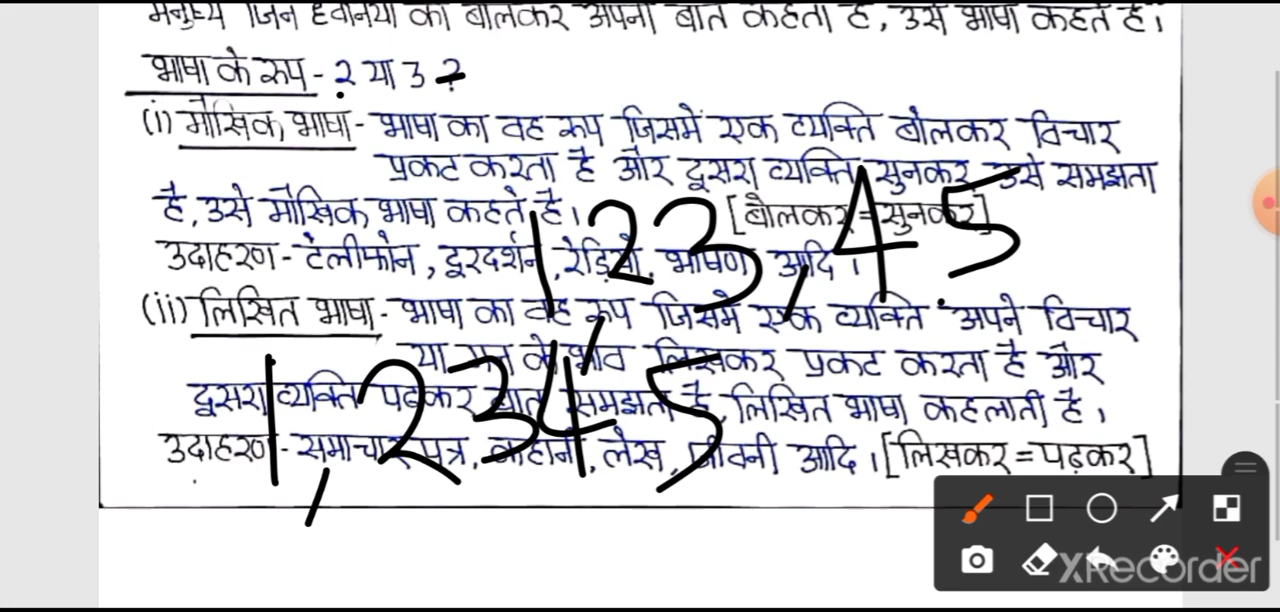 मनुष्य जिन ध्वनियों को बोलकर अपनी बात कहता है, उसे भाषा कहते हैं।
भाषा के रूप - २ या 3 ?
(i) मौखिक भाषा - भाषा का वह रूप जिसमें एक व्यक्ति बोलकर विचार
प्रकट करता है और दूसरा व्यक्ति सुनकर उसे समझता
है, उसे मौखिक भाषा कहते हैं। [बोलकर = सुनकर]
1, 2 3, 4 5
उदाहरण - टेलीफोन, दूरदर्शन, रेडियो, भाषण आदि।
(ii) लिखित भाषा - भाषा का वह रूप जिसमें एक व्यक्ति अपने विचार
या मन के भाव लिखकर प्रकट करता है और
दूसरा व्यक्ति पढ़कर बात समझता है, लिखित भाषा कहलाती है।
1, 2 3 4 5
उदाहरण - समाचार पत्र, कहानी, लेख, जीवनी आदि। [लिखकर = पढ़कर]
XRecorder